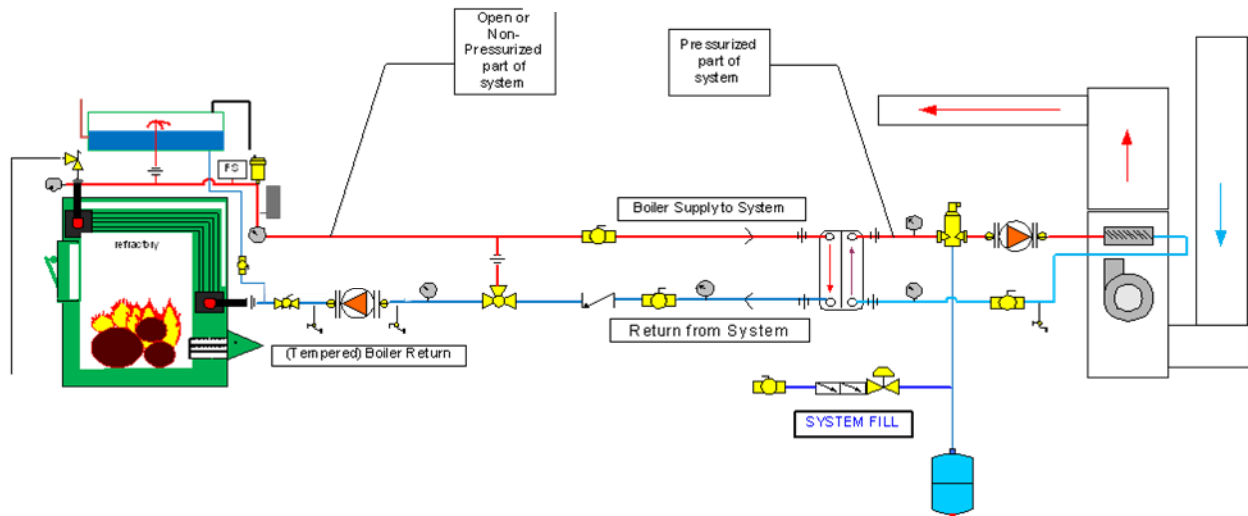 Open or
Non-
Pressurized
part of
system
Pressurized
part of
system
FS
refractory
Boiler Supply to System
Return from System
(Tempered) Boiler Return
SYSTEM FILL